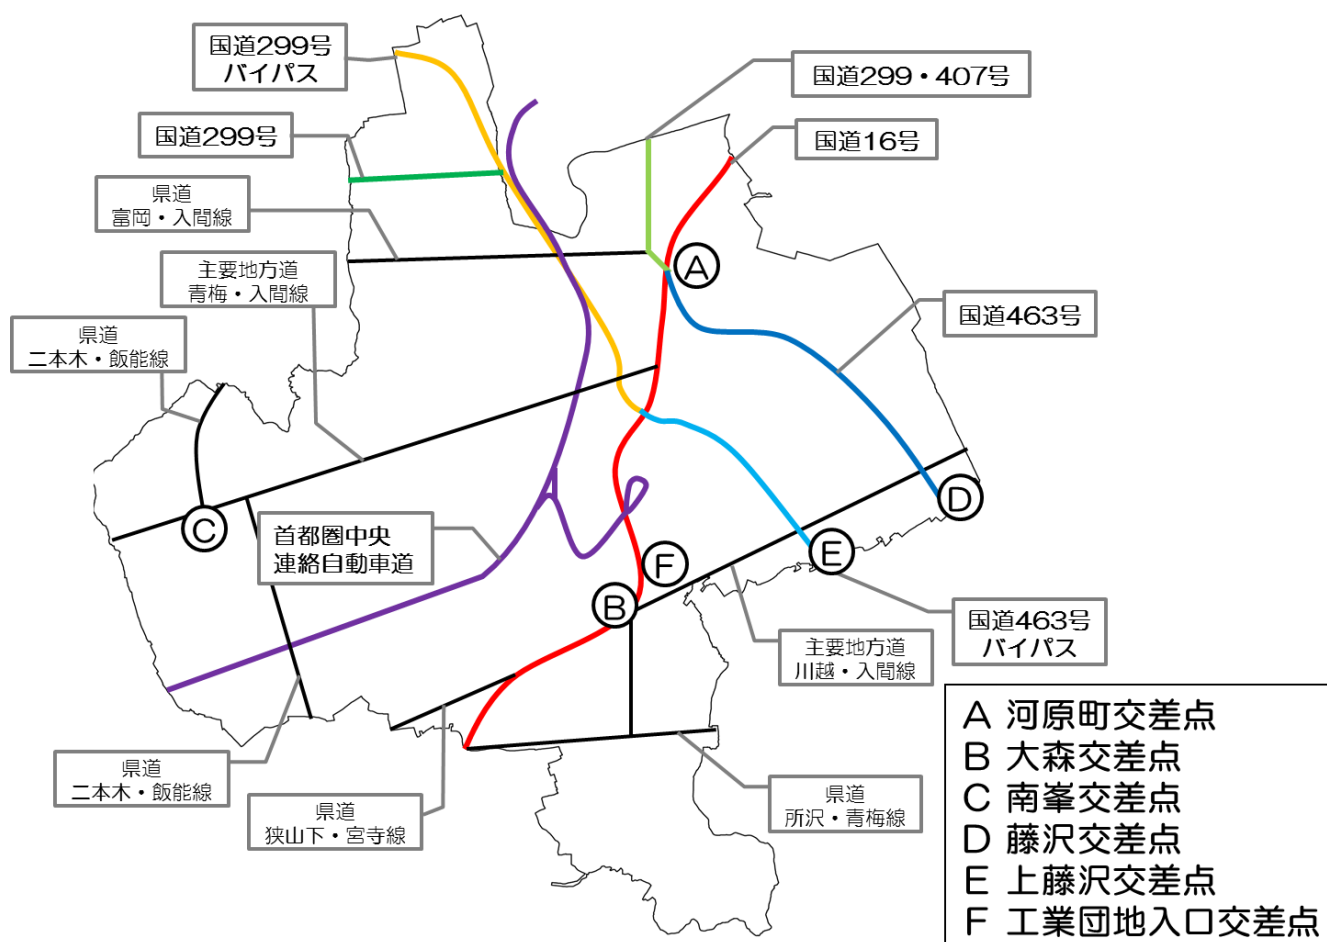 国道299号
バイパス
国道299・407号
国道299号
国道16号
県道
富岡・入間線
主要地方道
青梅・入間線
A
国道463号
県道
二本木・飯能線
C
D
首都圏中央
連絡自動車道
E
F
B
国道463号
バイパス
主要地方道
川越・入間線
県道
二本木・飯能線
県道
狭山下・宮寺線
県道
所沢・青梅線
A 河原町交差点
B 大森交差点
C 南峯交差点
D 藤沢交差点
E 上藤沢交差点
F 工業団地入口交差点